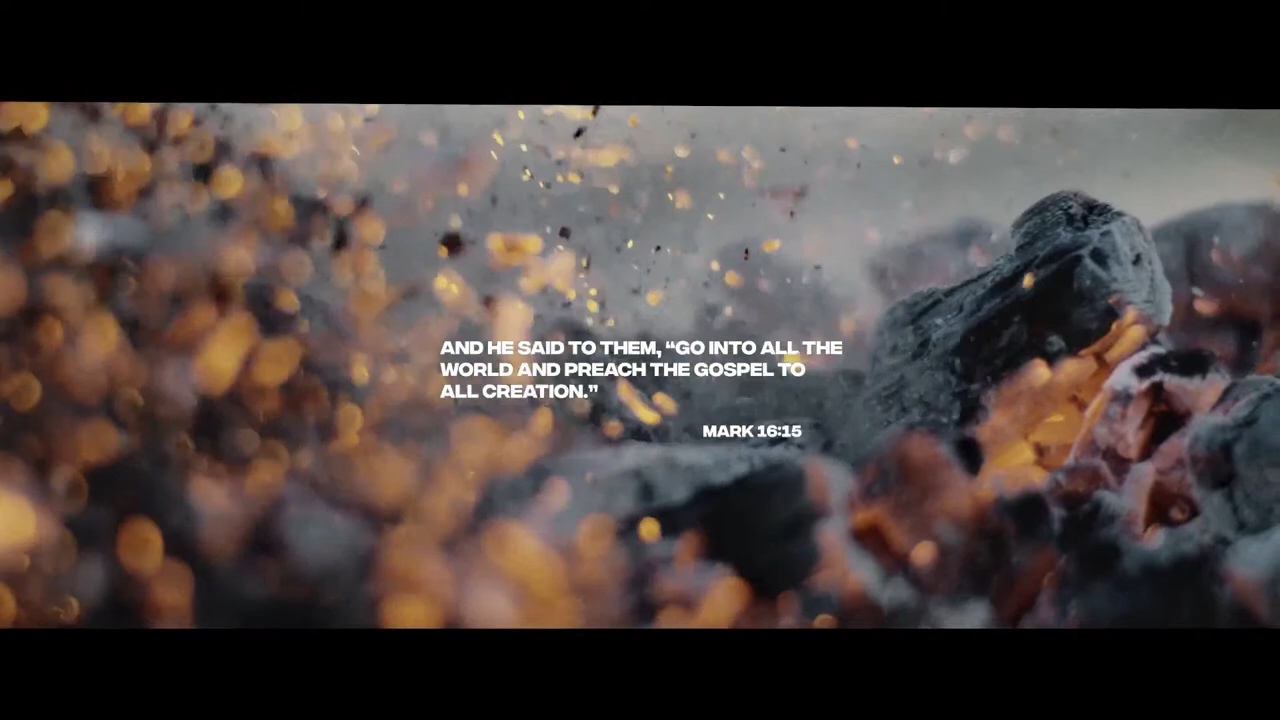 AND HE SAID TO THEM, “GO INTO ALL THE
WORLD AND PREACH THE GOSPEL TO
ALL CREATION.”
MARK 16:15